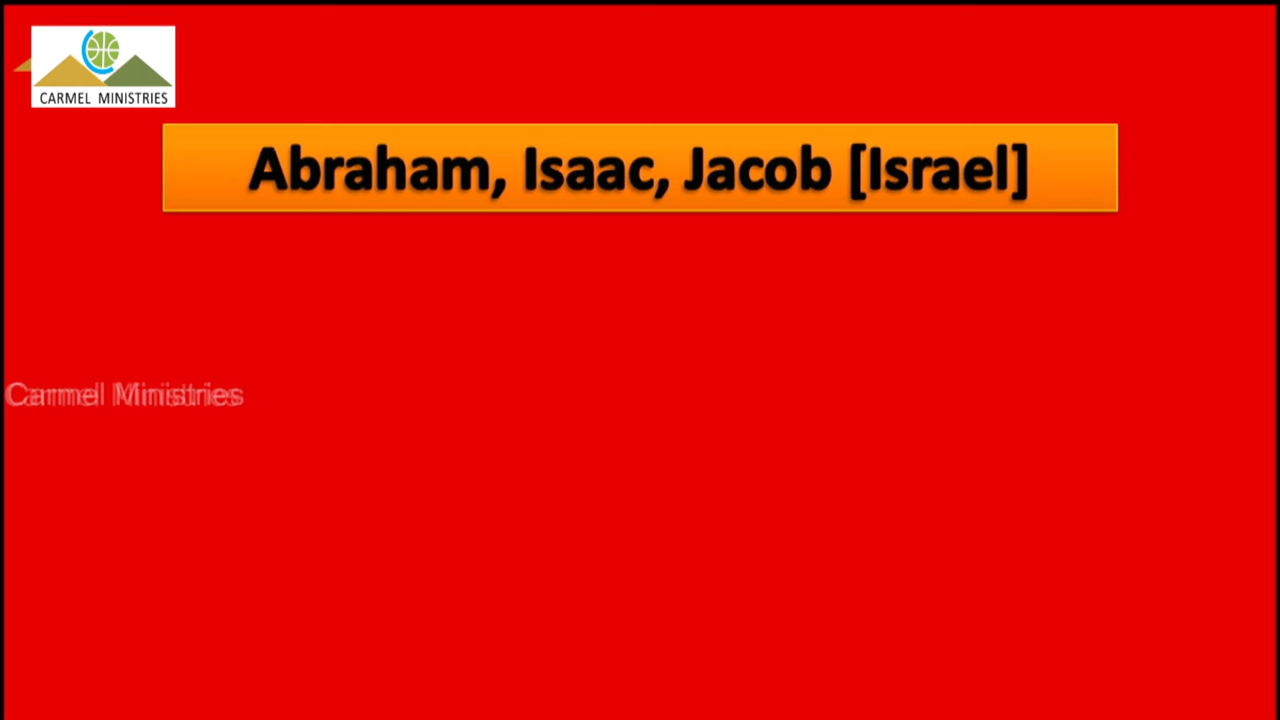 CARMEL MINISTRIES
Abraham, Isaac, Jacob [Israel]
Carmel Ministries